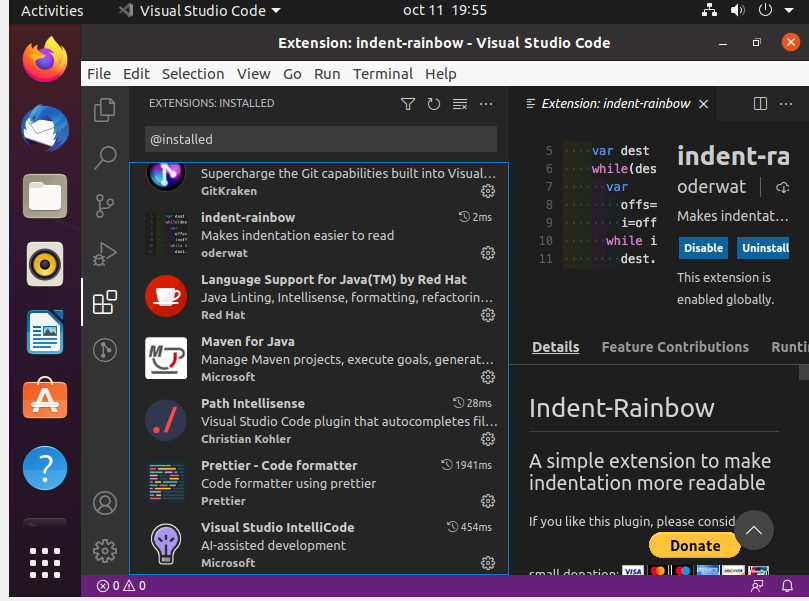 Activities
Visual Studio Code
oct 11 19:55
Extension: indent-rainbow - Visual Studio Code
File Edit Selection View Go Run Terminal Help
EXTENSIONS: INSTALLED
@installed
Supercharge the Git capabilities built into Visual...
GitKraken
indent-rainbow
2ms
Makes indentation easier to read
oderwat
Language Support for Java(TM) by Red Hat
Java Linting, Intellisense, formatting, refactorin...
Red Hat
Maven for Java
Manage Maven projects, execute goals, generat...
Microsoft
Path Intellisense
28ms
Visual Studio Code plugin that autocompletes fil...
Christian Kohler
Prettier - Code formatter
1941ms
Code formatter using prettier
Prettier
Visual Studio IntelliCode
454ms
AI-assisted development
Microsoft
Extension: indent-rainbow
5 var dest
6 while(des
7 var
8 offs=
9 i=off
10 while i
11 dest.
indent-ra
oderwat
Makes indentat...
Disable
Uninstall
This extension is
enabled globally.
Details Feature Contributions Runti
Indent-Rainbow
A simple extension to make
indentation more readable
If you like this plugin, please consid
Donate
small donation:
VISA
DISCOVER
0 0